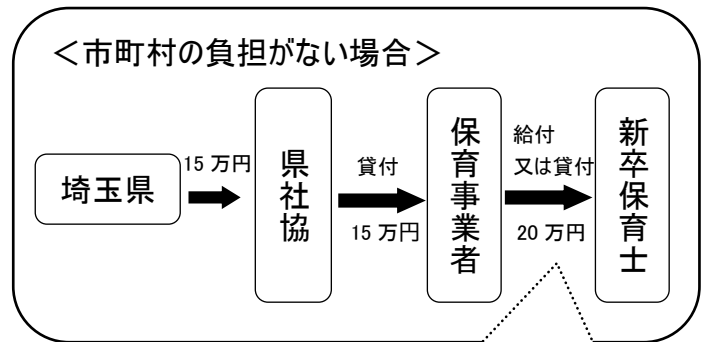 ＜市町村の負担がない場合＞
埼玉県
15 万円
県社協
貸付
15 万円
保育事業者
給付
又は貸付
20 万円
新卒保育士